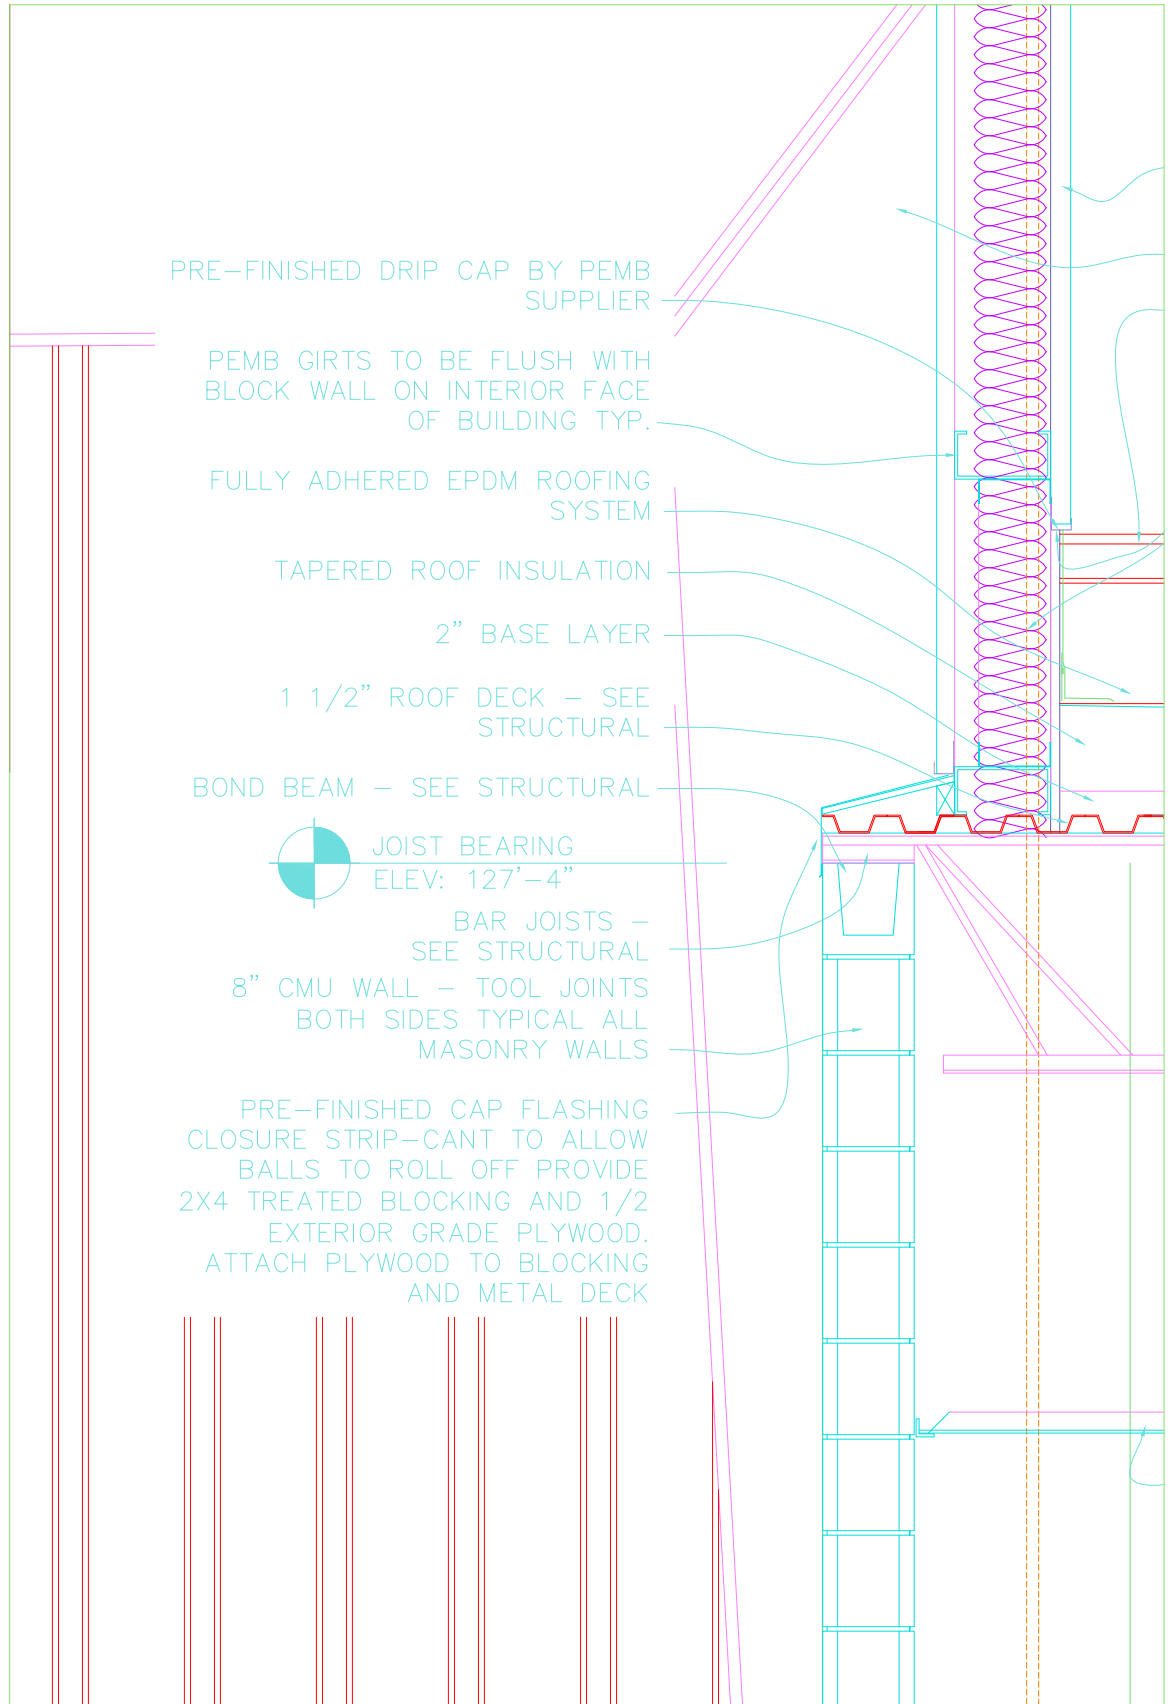 PRE-FINISHED DRIP CAP BY PEMB
SUPPLIER
PEMB GIRTS TO BE FLUSH WITH
BLOCK WALL ON INTERIOR FACE
OF BUILDING TYP.
FULLY ADHERED EPDM ROOFING
SYSTEM
TAPERED ROOF INSULATION
2" BASE LAYER
1 1/2" ROOF DECK - SEE
STRUCTURAL
BOND BEAM - SEE STRUCTURAL
JOIST BEARING
ELEV: 127'-4"
BAR JOISTS -
SEE STRUCTURAL
8" CMU WALL - TOOL JOINTS
BOTH SIDES TYPICAL ALL
MASONRY WALLS
PRE-FINISHED CAP FLASHING
CLOSURE STRIP-CANT TO ALLOW
BALLS TO ROLL OFF PROVIDE
2X4 TREATED BLOCKING AND 1/2
EXTERIOR GRADE PLYWOOD.
ATTACH PLYWOOD TO BLOCKING
AND METAL DECK